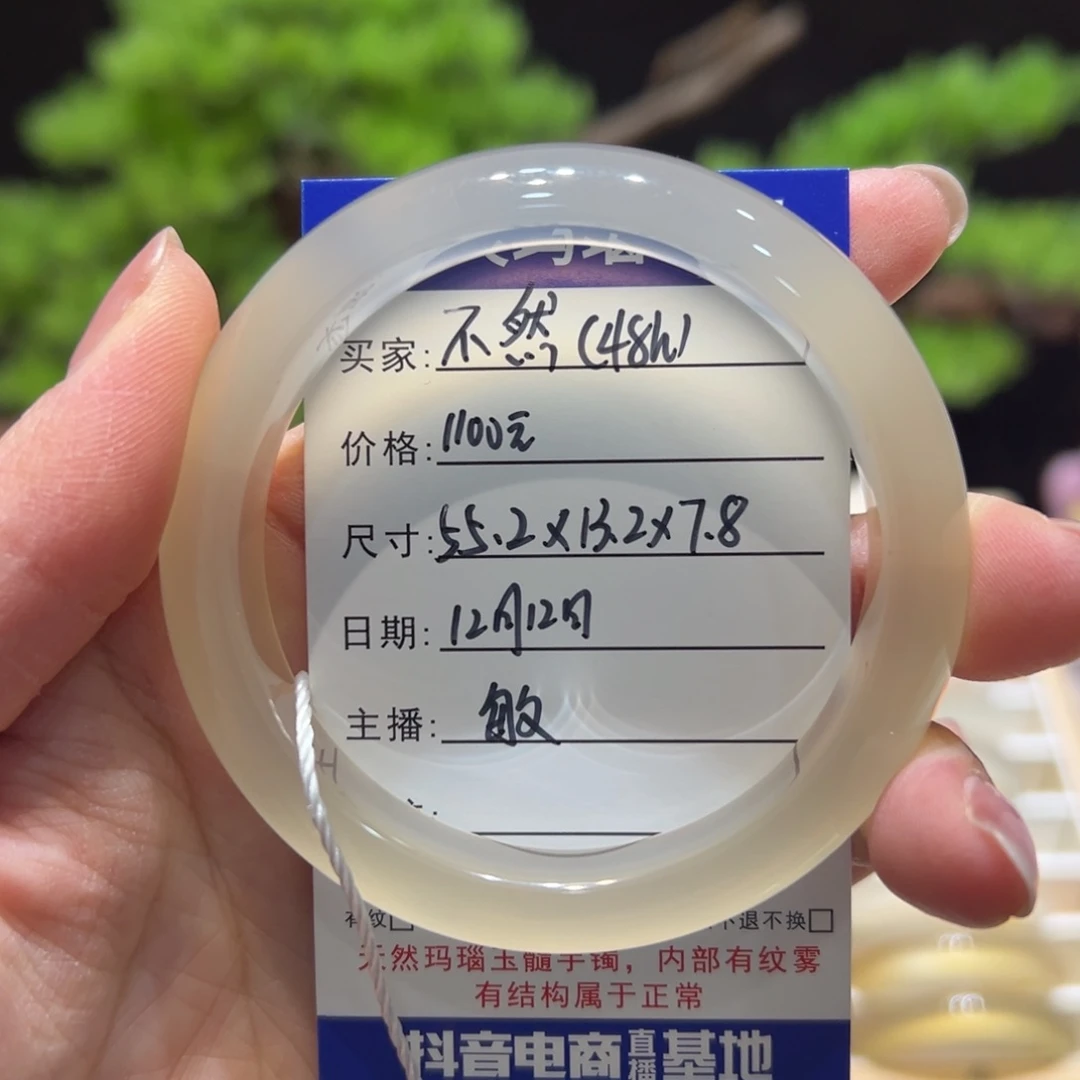 买家: 不然 (48h)
价格: 1100元
尺寸: 55.2×13.2×7.8
日期: 12月12日
主播: 敏
有纹□ 不退不换□
天然玛瑙玉髓手镯，内部有纹雾
有结构属于正常
抖音电商直播基地